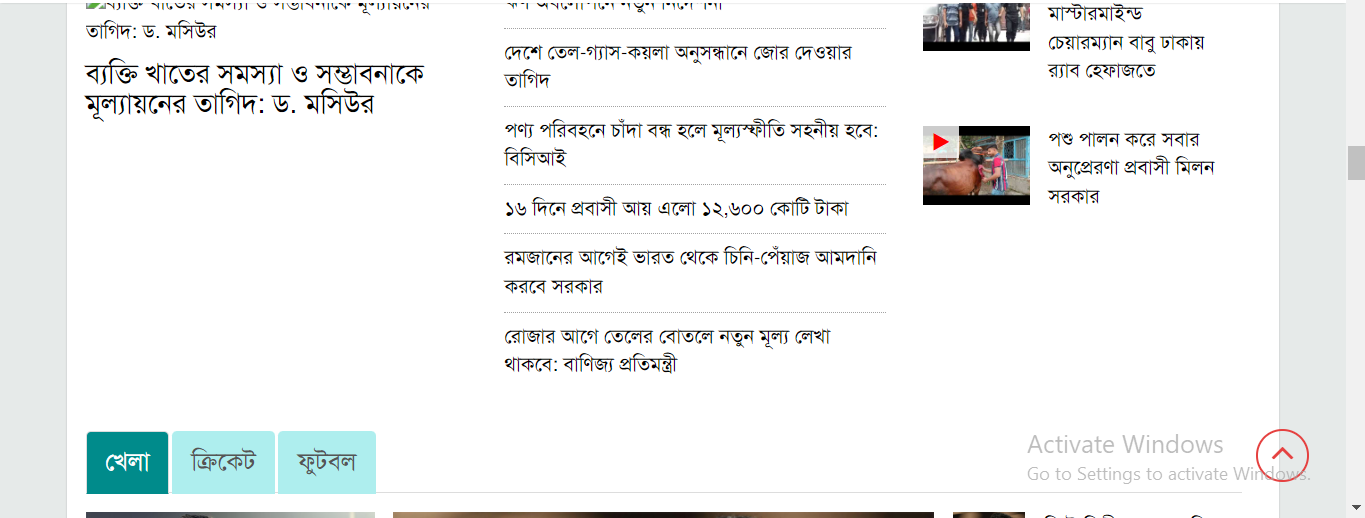 তাগিদ: ড. মসিউর
ব্যক্তি খাতের সমস্যা ও সম্ভাবনাকে
মূল্যায়নের তাগিদ: ড. মসিউর
দেশে তেল-গ্যাস-কয়লা অনুসন্ধানে জোর দেওয়ার
তাগিদ
পণ্য পরিবহনে চাঁদা বন্ধ হলে মূল্যস্ফীতি সহনীয় হবে:
বিসিআই
১৬ দিনে প্রবাসী আয় এলো ১২,৬০০ কোটি টাকা
রমজানের আগেই ভারত থেকে চিনি-পেঁয়াজ আমদানি
করবে সরকার
রোজার আগে তেলের বোতলে নতুন মূল্য লেখা
থাকবে: বাণিজ্য প্রতিমন্ত্রী
মাস্টারমাইন্ড
চেয়ারম্যান বাবু ঢাকায়
র‍্যাব হেফাজতে
পশু পালন করে সবার
অনুপ্রেরণা প্রবাসী মিলন
সরকার
খেলা
ক্রিকেট
ফুটবল
Activate Windows
Go to Settings to activate Windows.